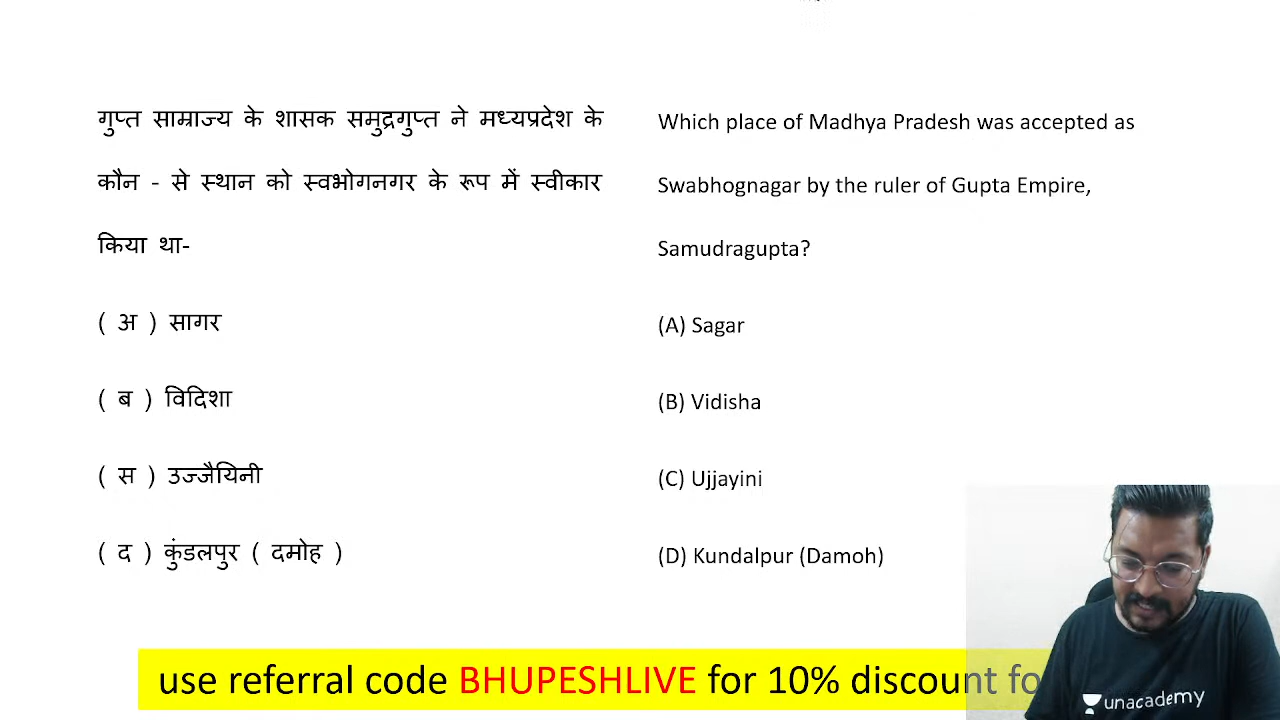 गुप्त साम्राज्य के शासक समुद्रगुप्त ने मध्यप्रदेश के
कौन - से स्थान को स्वभोगनगर के रूप में स्वीकार
किया था-
( अ ) सागर
( ब ) विदिशा
( स ) उज्जैयिनी
( द ) कुंडलपुर ( दमोह )
Which place of Madhya Pradesh was accepted as
Swabhognagar by the ruler of Gupta Empire,
Samudragupta?
(A) Sagar
(B) Vidisha
(C) Ujjayini
(D) Kundalpur (Damoh)
use referral code BHUPESHLIVE for 10% discount fo
unacademy